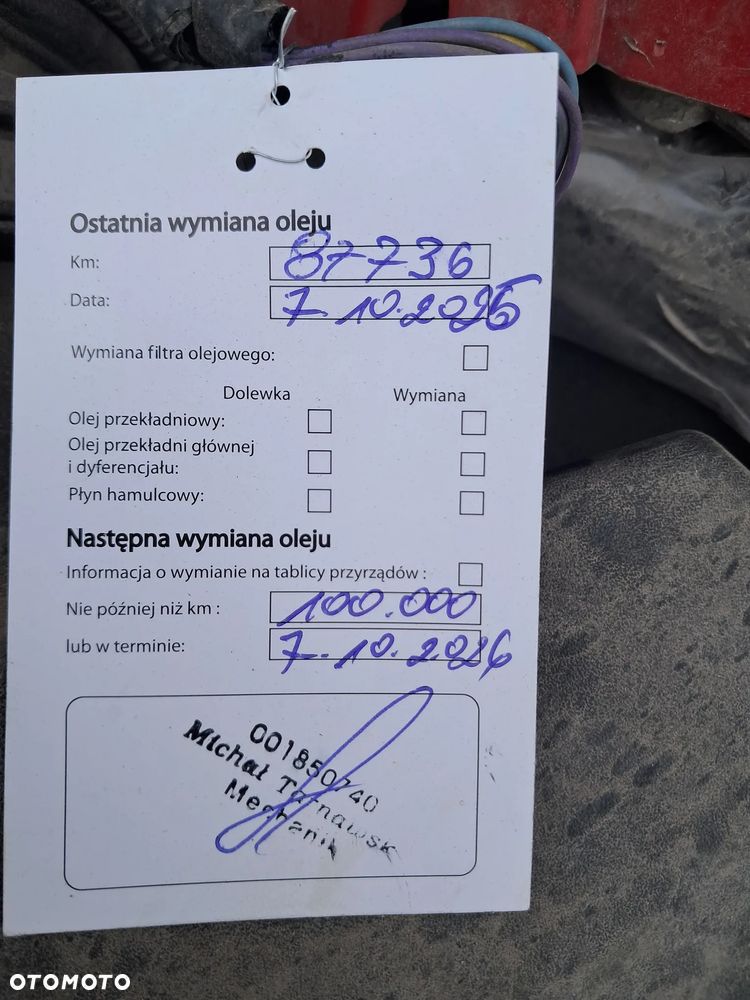 Ostatnia wymiana oleju
Km: 87736
Data: 7.10.2025
Wymiana filtra olejowego:
Dolewka Wymiana
Olej przekładniowy:
Olej przekładni głównej
i dyferencjału:
Płyn hamulcowy:
Następna wymiana oleju
Informacja o wymianie na tablicy przyrządów :
Nie później niż km : 100.000
lub w terminie: 7.10.2026
001850740
Michał Tarnawsk
Mechanik
OTOMOTO